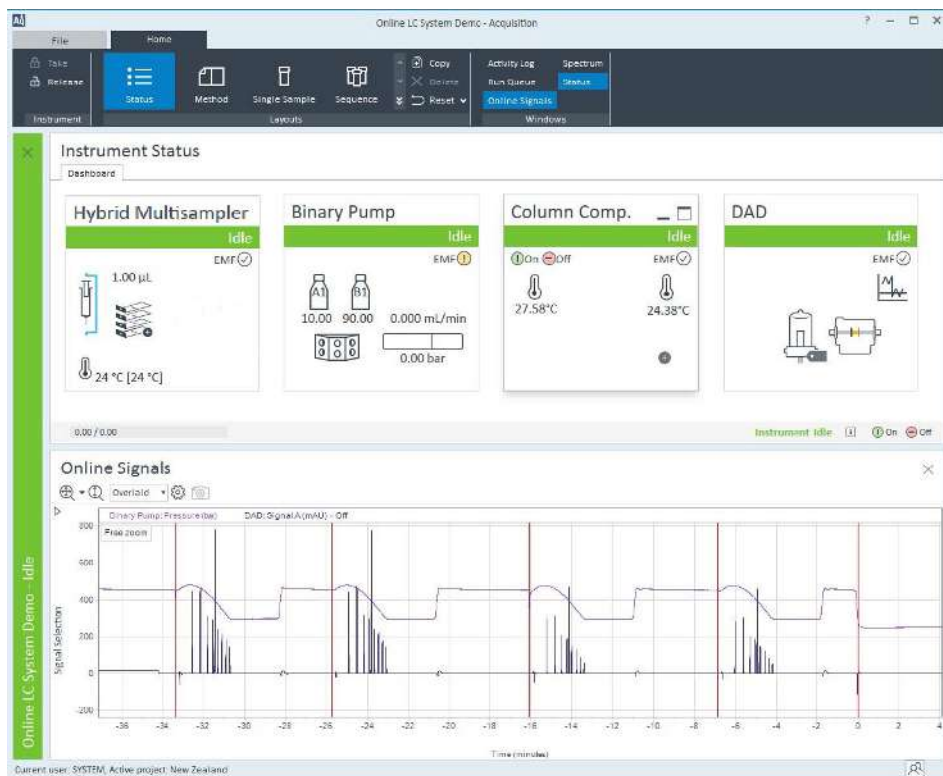 Online LC System Demo - Acquisition
File Home
Take
Release
Instrument
Status
Method
Single Sample
Sequence
Layouts
Copy
Delete
Reset
Activity Log
Run Queue
Online Signals
Spectrum
Status
Windows
Instrument Status
Dashboard
Hybrid Multisampler
Idle
EMF
1.00 µL
24 °C [24 °C]
Binary Pump
Idle
EMF
A1 B1
10.00 90.00 0.000 mL/min
0.00 bar
Column Comp.
Idle
On Off EMF
27.58°C 24.38°C
DAD
Idle
EMF
0.00 / 0.00
Instrument Idle On Off
Online Signals
Overlaid
Binary Pump: Pressure (bar) DAD: Signal A (mAU) - Off
Free zoom
800
600
400
200
0
-200
Signal Selection
-36 -34 -32 -30 -28 -26 -24 -22 -20 -18 -16 -14 -12 -10 -8 -6 -4 -2 0 2 4
Time (minutes)
Online LC System Demo - Idle
Current user: SYSTEM, Active project: New Zealand